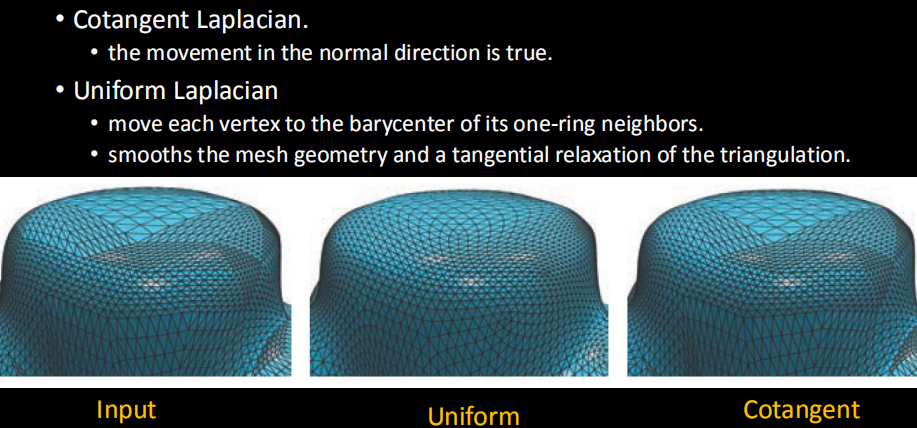 • Cotangent Laplacian.
• the movement in the normal direction is true.
• Uniform Laplacian
• move each vertex to the barycenter of its one-ring neighbors.
• smooths the mesh geometry and a tangential relaxation of the triangulation.
Input
Uniform
Cotangent